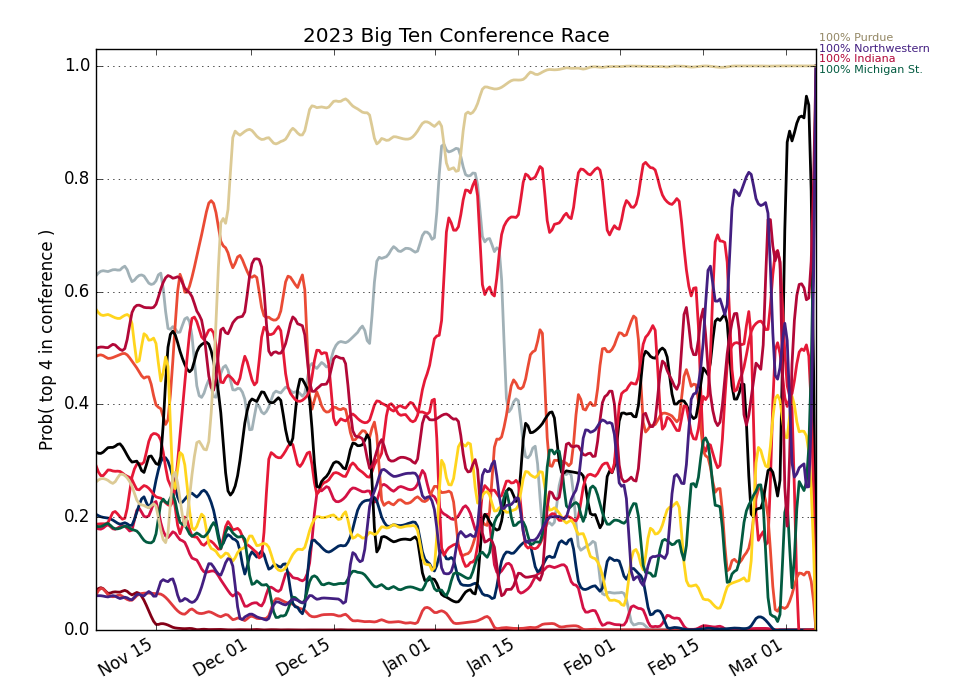 2023 Big Ten Conference Race
100% Purdue
100% Northwestern
100% Indiana
100% Michigan St.
Prob( top 4 in conference )
1.0
0.8
0.6
0.4
0.2
0.0
Nov 15
Dec 01
Dec 15
Jan 01
Jan 15
Feb 01
Feb 15
Mar 01